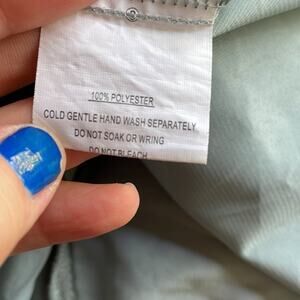 100% POLYESTER
COLD GENTLE HAND WASH SEPARATELY
DO NOT SOAK OR WRING
DO NOT BLEACH